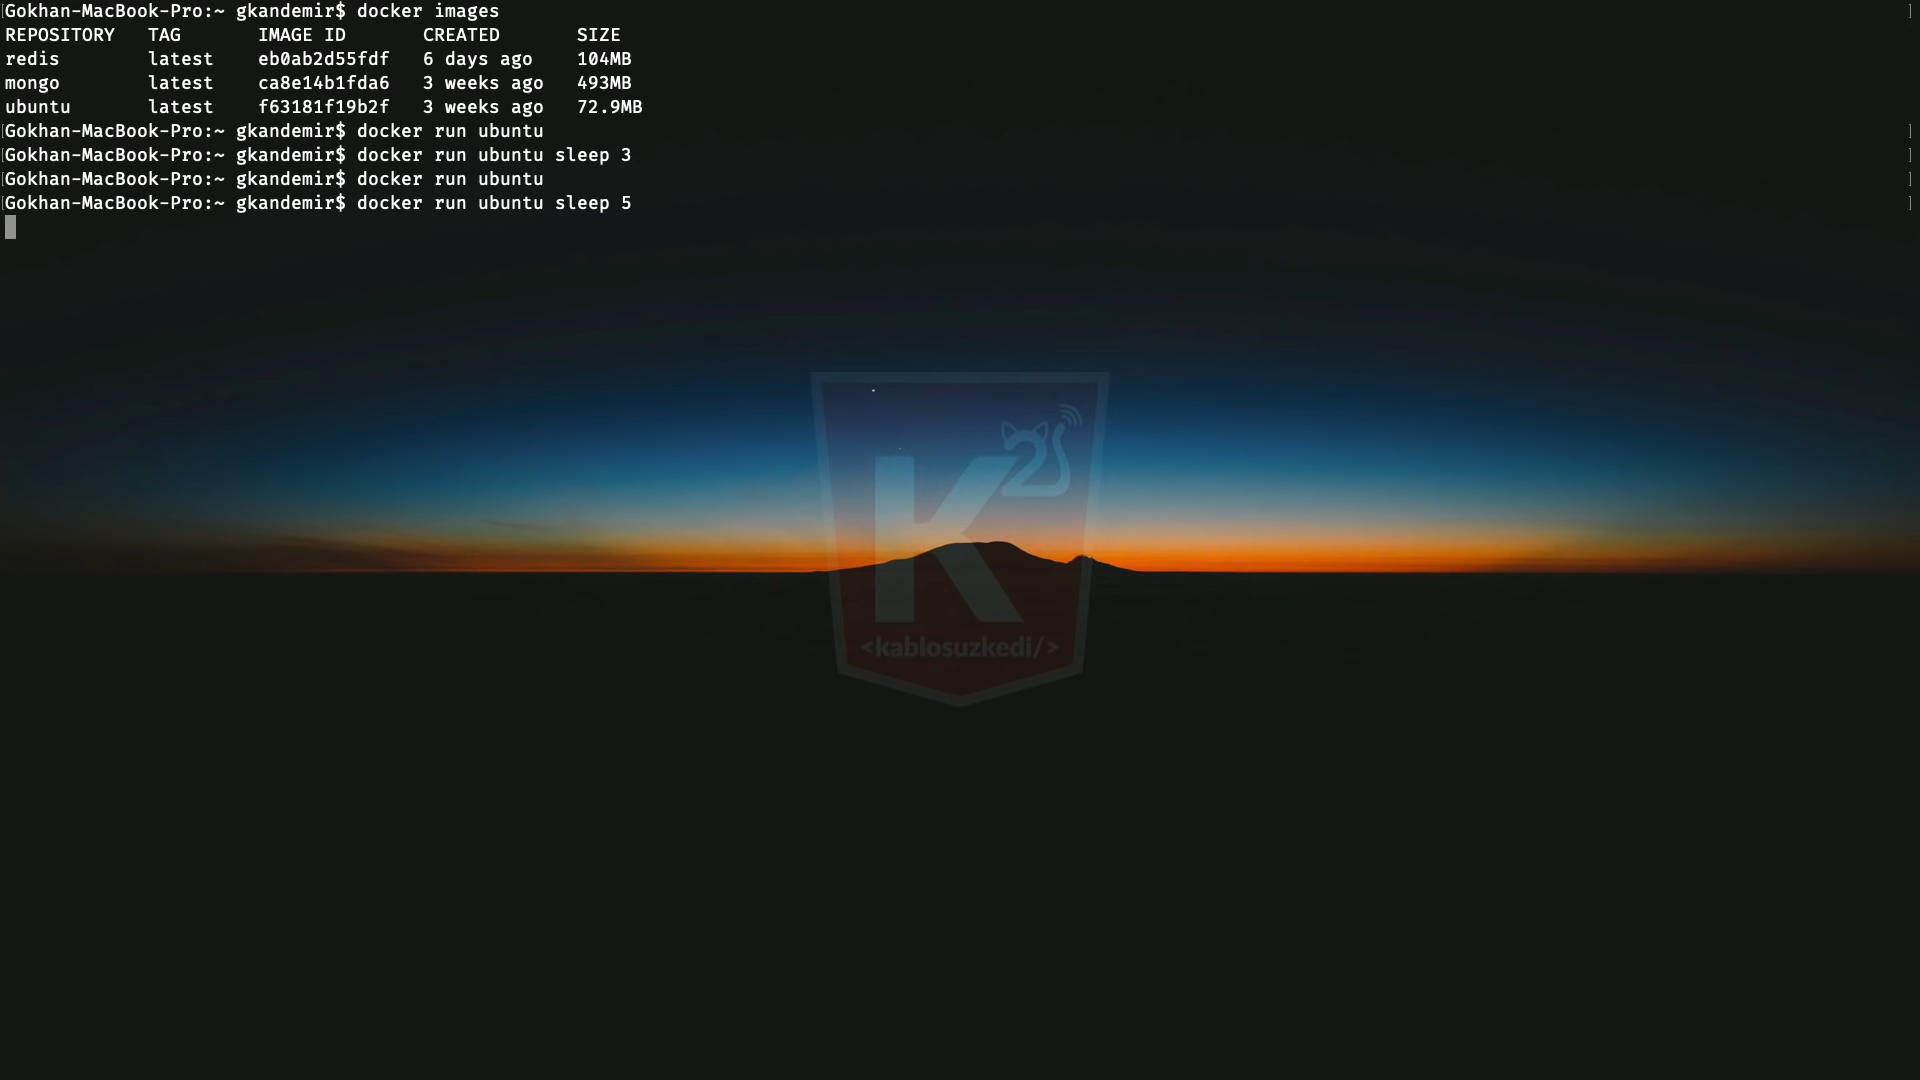 Gokhan-MacBook-Pro:~ gkandemir$ docker images
REPOSITORY   TAG       IMAGE ID       CREATED       SIZE
redis        latest    eb0ab2d55fdf   6 days ago    104MB
mongo        latest    ca8e14b1fda6   3 weeks ago   493MB
ubuntu       latest    f63181f19b2f   3 weeks ago   72.9MB
Gokhan-MacBook-Pro:~ gkandemir$ docker run ubuntu
Gokhan-MacBook-Pro:~ gkandemir$ docker run ubuntu sleep 3
Gokhan-MacBook-Pro:~ gkandemir$ docker run ubuntu
Gokhan-MacBook-Pro:~ gkandemir$ docker run ubuntu sleep 5
K2
<kablosuzkedi/>